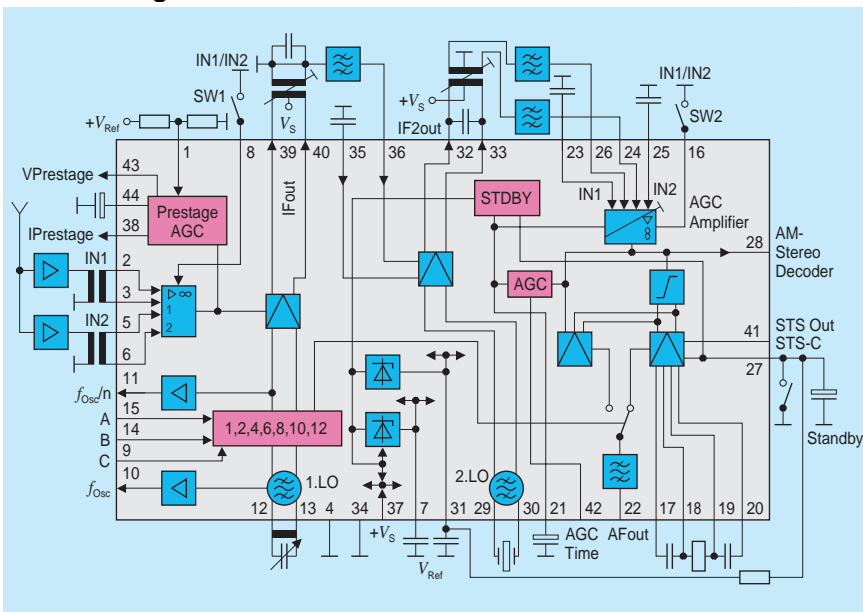 IN1/IN2
SW1
+VRef
VS
+VS
IF2out
IN1/IN2
SW2
1
8
39
40
35
36
32
33
23
26
24
25
16
43
VPrestage
44
38
IPrestage
Prestage
AGC
IFout
STDBY
IN1
IN2
AGC
Amplifier
28
AM-
Stereo
Decoder
IN1
2
3
IN2
5
6
▷ ∞
1
2
∞
AGC
41
STS Out
STS-C
27
Standby
11
fOsc/n
15
A
14
B
9
C
10
fOsc
1,2,4,6,8,10,12
1.LO
2.LO
12
13
4
34
37
7
31
29
30
21
42
22
17
18
19
20
+VS
VRef
AGC
Time
AFout